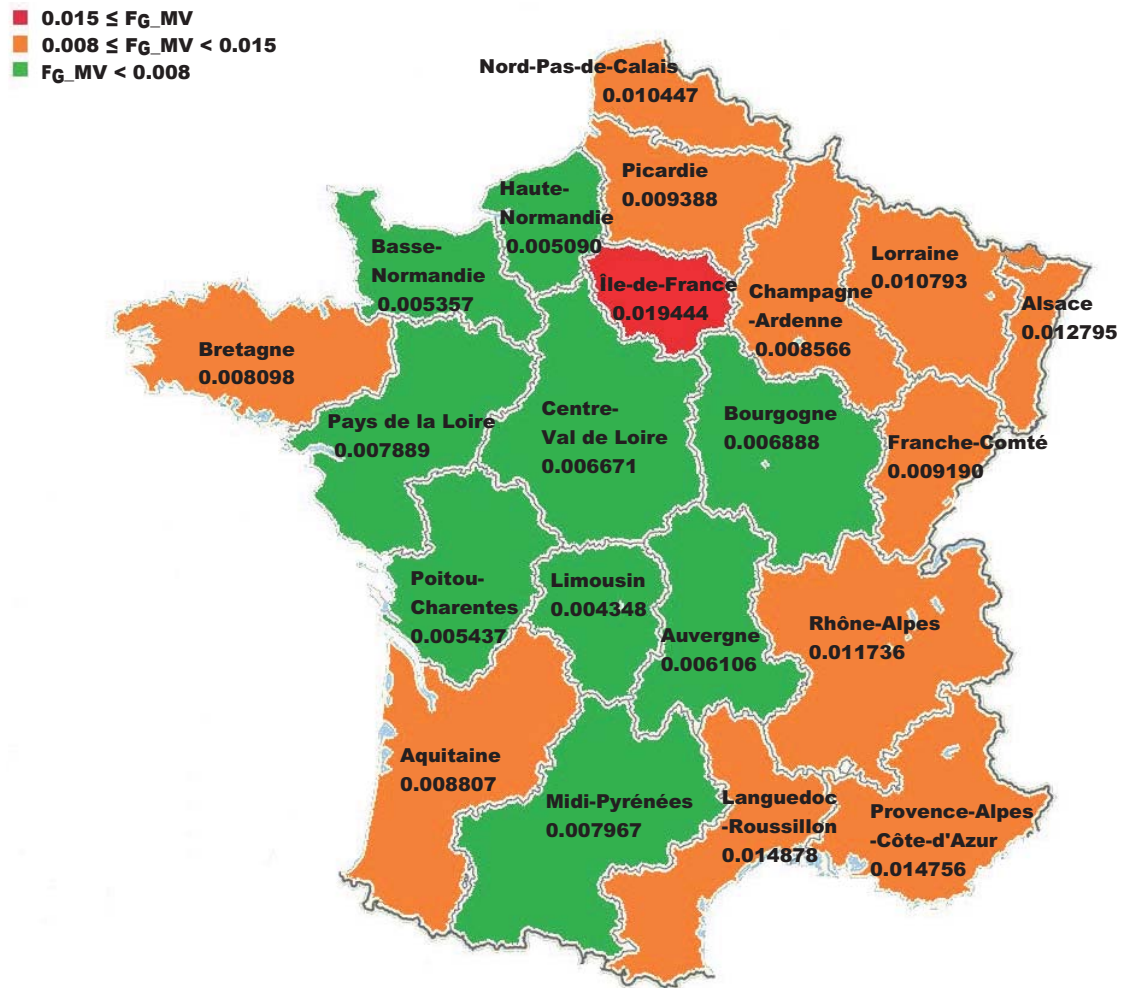 0.015 ≤ FG_MV
0.008 ≤ FG_MV < 0.015
FG_MV < 0.008
Nord-Pas-de-Calais
0.010447
Picardie
0.009388
Haute-
Normandie
0.005090
Basse-
Normandie
0.005357
Île-de-France
0.019444
Champagne
-Ardenne
0.008566
Lorraine
0.010793
Alsace
0.012795
Bretagne
0.008098
Pays de la Loire
0.007889
Centre-
Val de Loire
0.006671
Bourgogne
0.006888
Franche-Comté
0.009190
Poitou-
Charentes
0.005437
Limousin
0.004348
Auvergne
0.006106
Rhône-Alpes
0.011736
Aquitaine
0.008807
Midi-Pyrénées
0.007967
Languedoc
-Roussillon
0.014878
Provence-Alpes
-Côte-d'Azur
0.014756